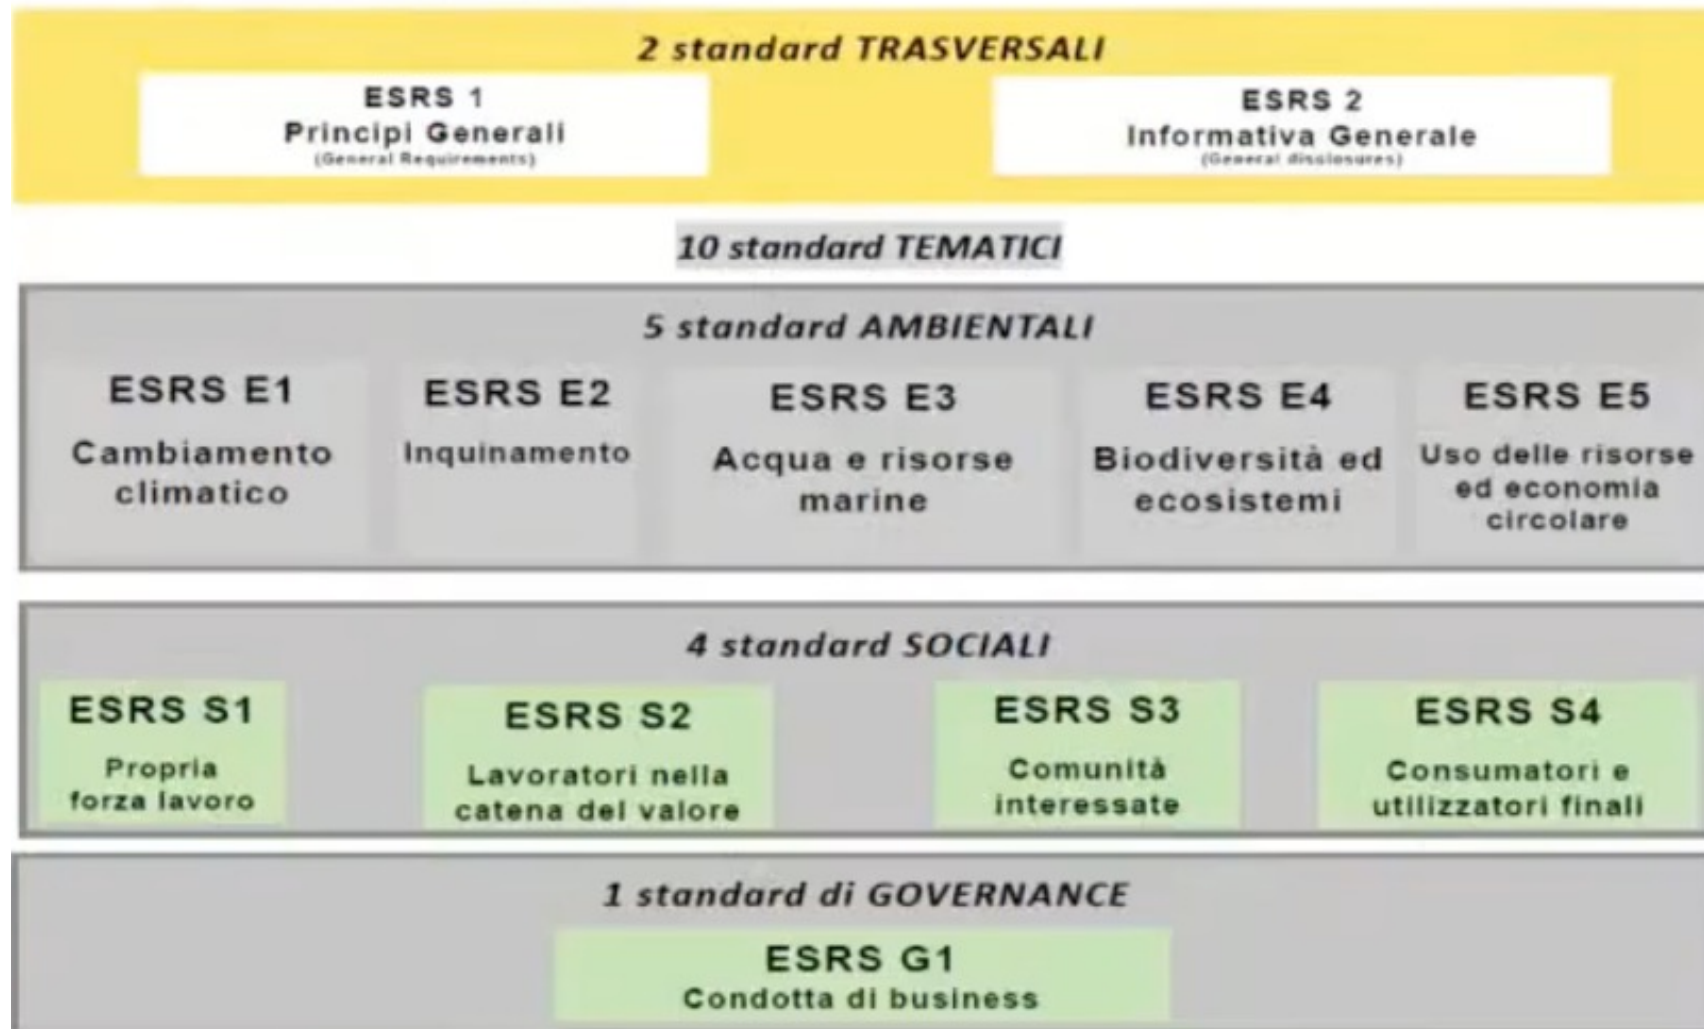 2 standard TRASVERSALI
ESRS 1
Principi Generali
(General Requirements)
ESRS 2
Informativa Generale
(General disclosures)
10 standard TEMATICI
5 standard AMBIENTALI
ESRS E1
Cambiamento
climatico
ESRS E2
Inquinamento
ESRS E3
Acqua e risorse
marine
ESRS E4
Biodiversità ed
ecosistemi
ESRS E5
Uso delle risorse
ed economia
circolare
4 standard SOCIALI
ESRS S1
Propria
forza lavoro
ESRS S2
Lavoratori nella
catena del valore
ESRS S3
Comunità
interessate
ESRS S4
Consumatori e
utilizzatori finali
1 standard di GOVERNANCE
ESRS G1
Condotta di business